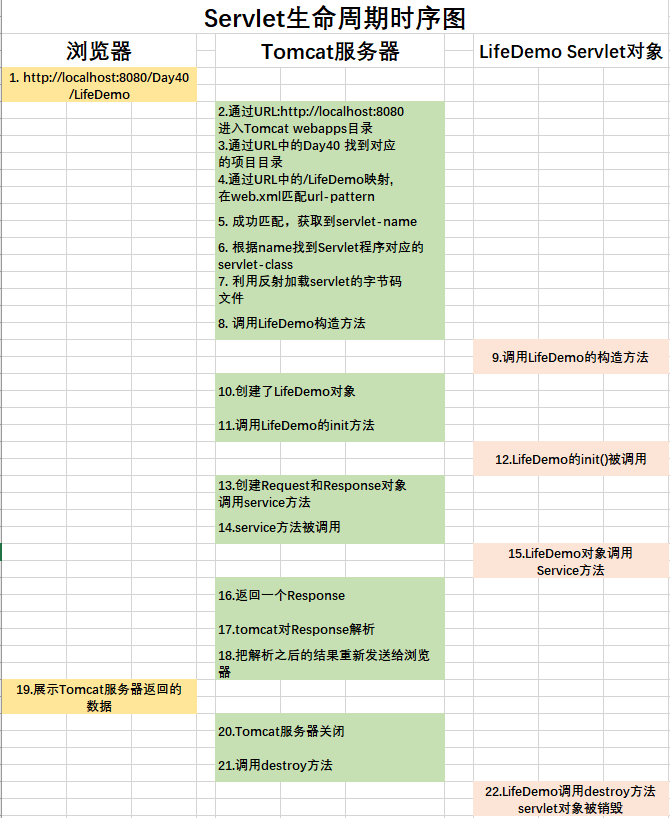 Servlet生命周期时序图
浏览器
Tomcat服务器
LifeDemo Servlet对象
1. http://localhost:8080/Day40
/LifeDemo
2.通过URL:http://localhost:8080
进入Tomcat webapps目录
3.通过URL中的Day40 找到对应
的项目目录
4.通过URL中的/LifeDemo映射,
在web.xml匹配url-pattern
5. 成功匹配，获取到servlet-name
6. 根据name找到Servlet程序对应的
servlet-class
7. 利用反射加载servlet的字节码
文件
8. 调用LifeDemo构造方法
9.调用LifeDemo的构造方法
10.创建了LifeDemo对象
11.调用LifeDemo的init方法
12.LifeDemo的init()被调用
13.创建Request和Response对象
调用service方法
14.service方法被调用
15.LifeDemo对象调用
Service方法
16.返回一个Response
17.tomcat对Response解析
18.把解析之后的结果重新发送给浏览
器
19.展示Tomcat服务器返回的
数据
20.Tomcat服务器关闭
21.调用destroy方法
22.LifeDemo调用destroy方法
servlet对象被销毁